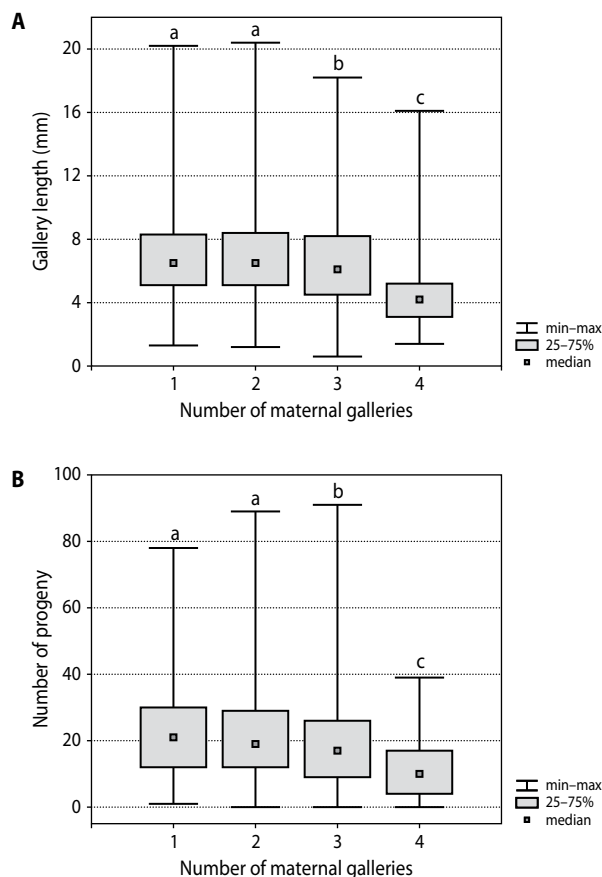 A
Gallery length (mm)
20
16
12
8
4
0
a
a
b
c
1
2
3
4
Number of maternal galleries
min–max
25–75%
median
B
Number of progeny
100
80
60
40
20
0
a
a
b
c
1
2
3
4
Number of maternal galleries
min–max
25–75%
median